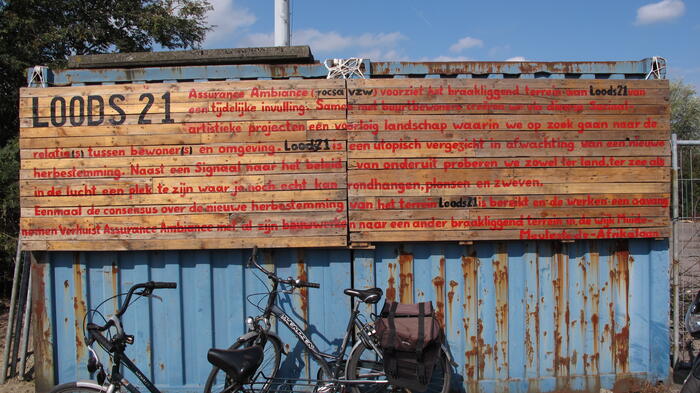 LOODS 21 Assurance Ambiance (rocsa vzw) voorziet het braakliggend terrein aan Loods21 van
een tijdelijke invulling. Samen met buurtbewoners creëren we via diverse Sociaal-
artistieke projecten een voorlopig landschap waarin we op zoek gaan naar de
relatie(s) tussen bewoner(s) en omgeving. Loods21 is een utopisch vergezicht in afwachting van een nieuwe
herbestemming. Naast een Signaal naar het beleid van onderuit proberen we zowel ter land, ter zee als
in de lucht een plek te zijn waar je nog echt kan rondhangen, plonsen en zweven.
Eenmaal de consensus over de nieuwe herbestemming van het terrein Loods21 is bereikt en de werken een aanvang
nemen Verhuist Assurance Ambiance met al zijn bouwwerken naar een ander braakliggend terrein in de wijk Muide-
Meulestede-Afrikalaan.